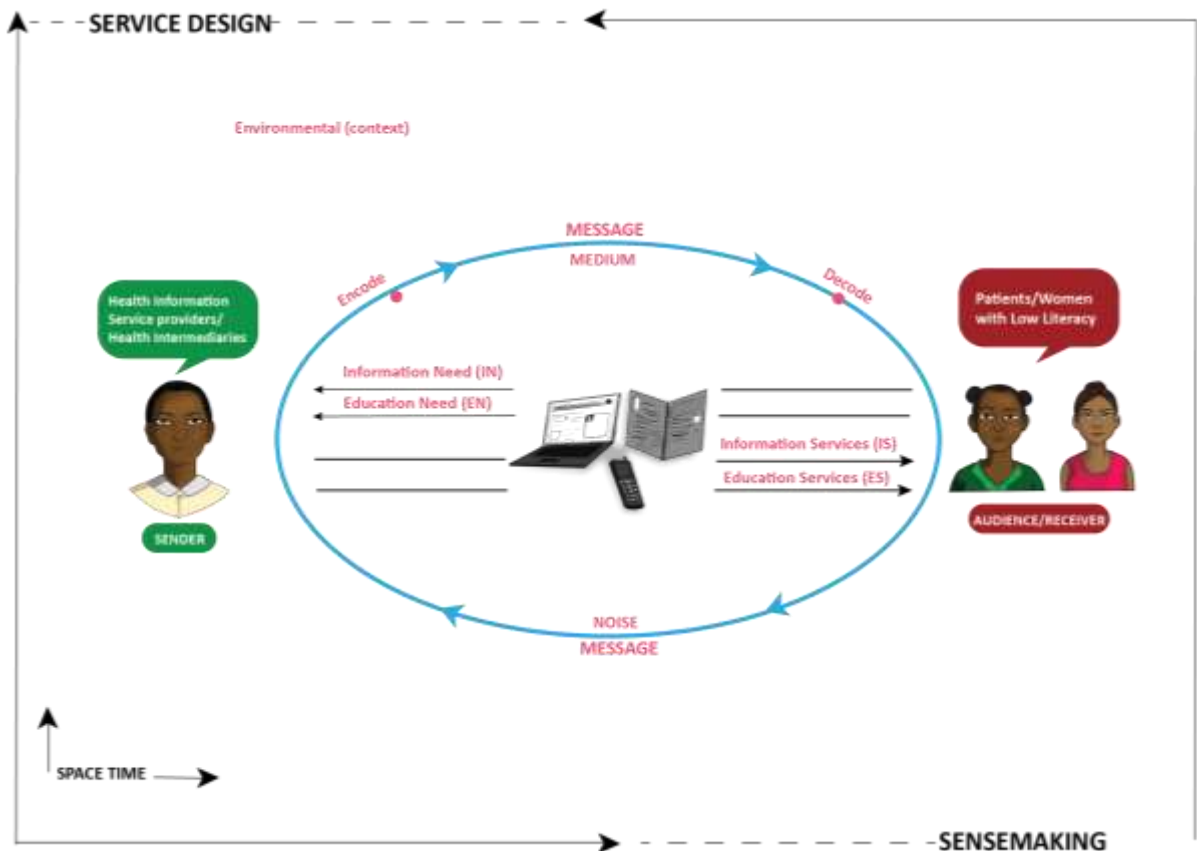 SERVICE DESIGN
Environmental (context)
MESSAGE
MEDIUM
Encode
Decode
Health Information
Service providers/
Health Intermediaries
Patients/Women
with Low Literacy
Information Need (IN)
Education Need (EN)
Information Services (IS)
Education Services (ES)
SENDER
AUDIENCE/RECEIVER
NOISE
MESSAGE
SPACE TIME
SENSEMAKING